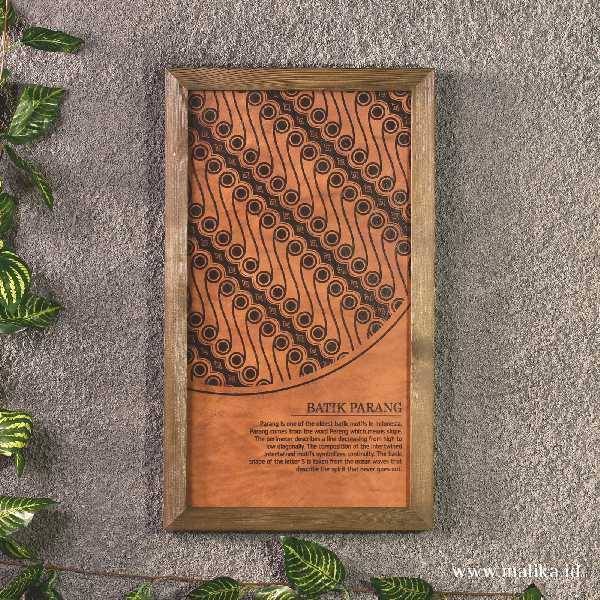 BATIK PARANG
Parang is one of the oldest batik motifs in Indonesia.
Parang comes from the word Pereng which means slope.
The perimeter describes a line decreasing from high to
low diagonally. The composition of the intertwined
intertwined motifs symbolizes continuity. The basic
shape of the letter S is taken from the ocean waves that
describe the spirit that never goes out.
www.malika.id